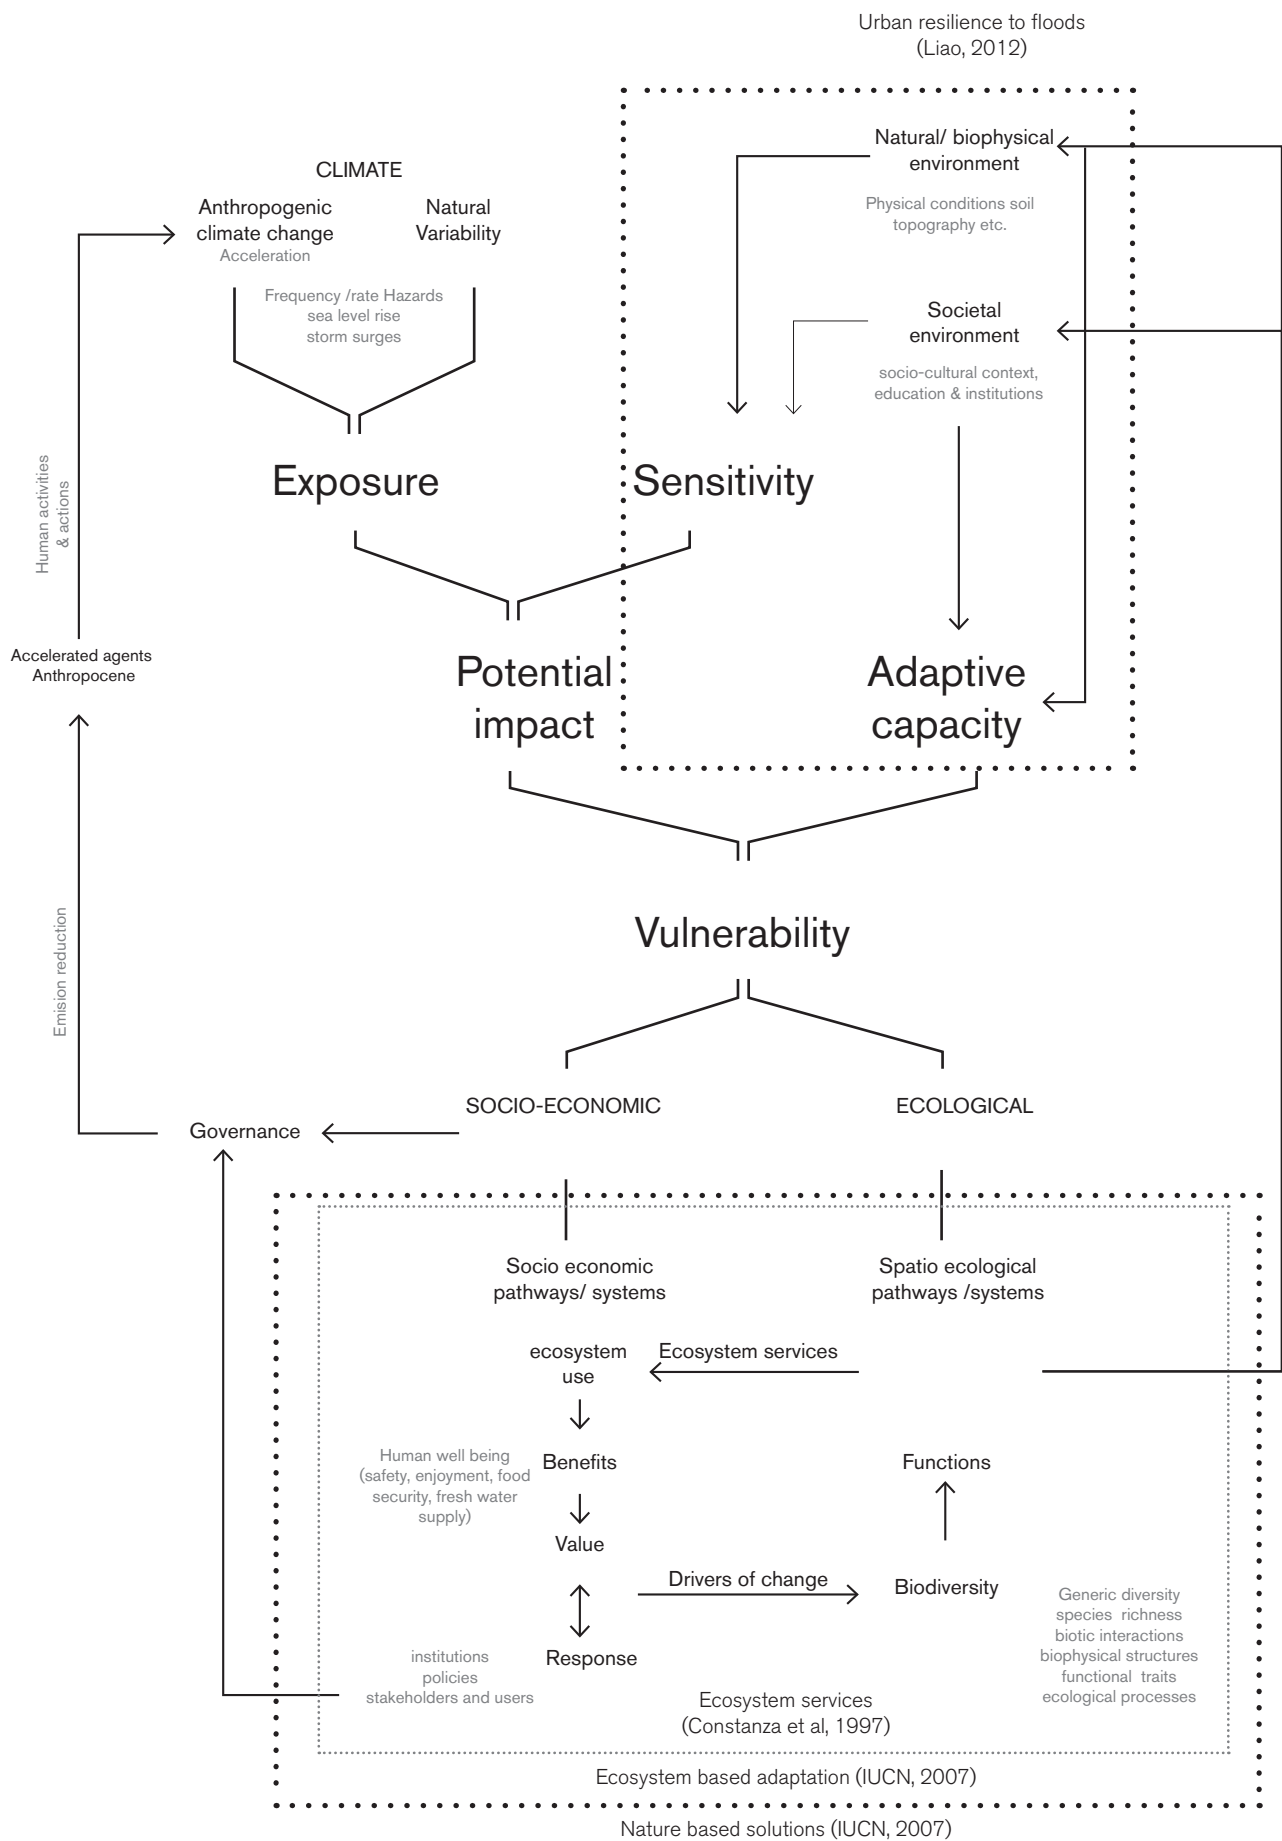 Urban resilience to floods
(Liao, 2012)
Natural/ biophysical
environment
Physical conditions soil
topography etc.
CLIMATE
Anthropogenic
climate change
Acceleration
Natural
Variability
Frequency /rate Hazards
sea level rise
storm surges
Societal
environment
socio-cultural context,
education & institutions
Exposure
Sensitivity
Human activities
& actions
Accelerated agents
Anthropocene
Potential
impact
Adaptive
capacity
Vulnerability
Emision reduction
SOCIO-ECONOMIC
ECOLOGICAL
Governance
Socio economic
pathways/ systems
Spatio ecological
pathways /systems
ecosystem
use
Ecosystem services
Human well being
(safety, enjoyment, food
security, fresh water
supply)
Benefits
Functions
Value
Drivers of change
Biodiversity
Generic diversity
species richness
biotic interactions
biophysical structures
functional traits
ecological processes
Response
institutions
policies
stakeholders and users
Ecosystem services
(Constanza et al, 1997)
Ecosystem based adaptation (IUCN, 2007)
Nature based solutions (IUCN, 2007)